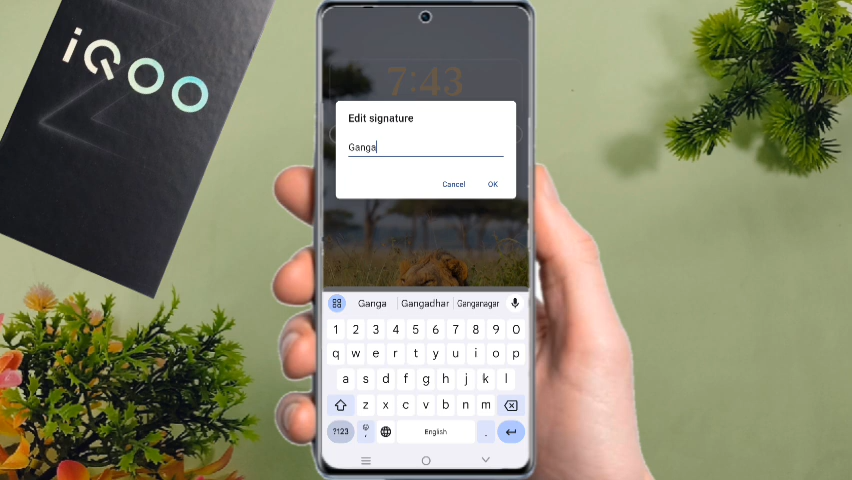 iQOO
Z
7:43
Edit signature
Ganga
Cancel OK
Ganga Gangadhar Ganganagar
1 2 3 4 5 6 7 8 9 0
q w e r t y u i o p
a s d f g h j k l
z x c v b n m
?123 , English .